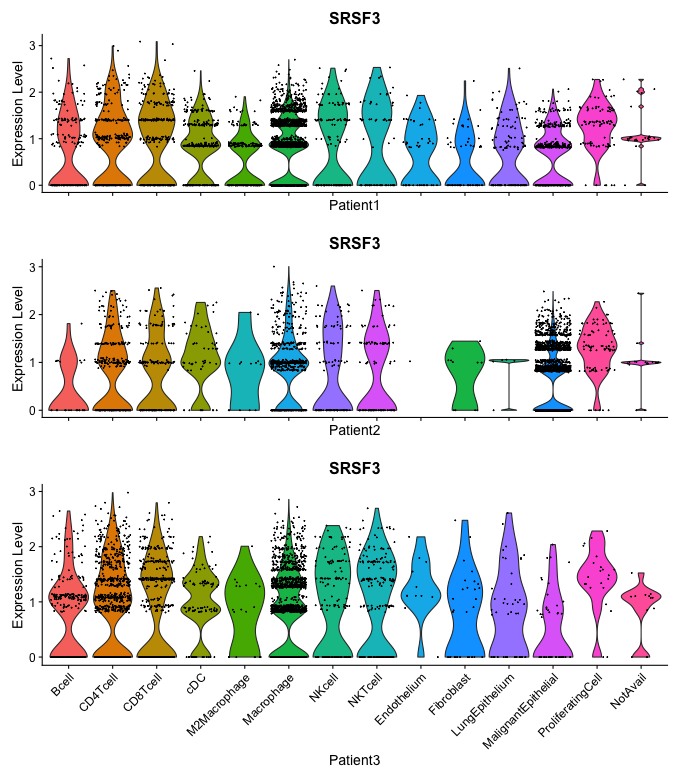 SRSF3
Expression Level
3
2
1
0
Patient1
SRSF3
Expression Level
3
2
1
0
Patient2
SRSF3
Expression Level
3
2
1
0
Bcell
CD4Tcell
CD8Tcell
cDC
M2Macrophage
Macrophage
NKcell
NKTcell
Endothelium
Fibroblast
LungEpithelium
MalignantEpithelial
ProliferatingCell
NotAvail
Patient3